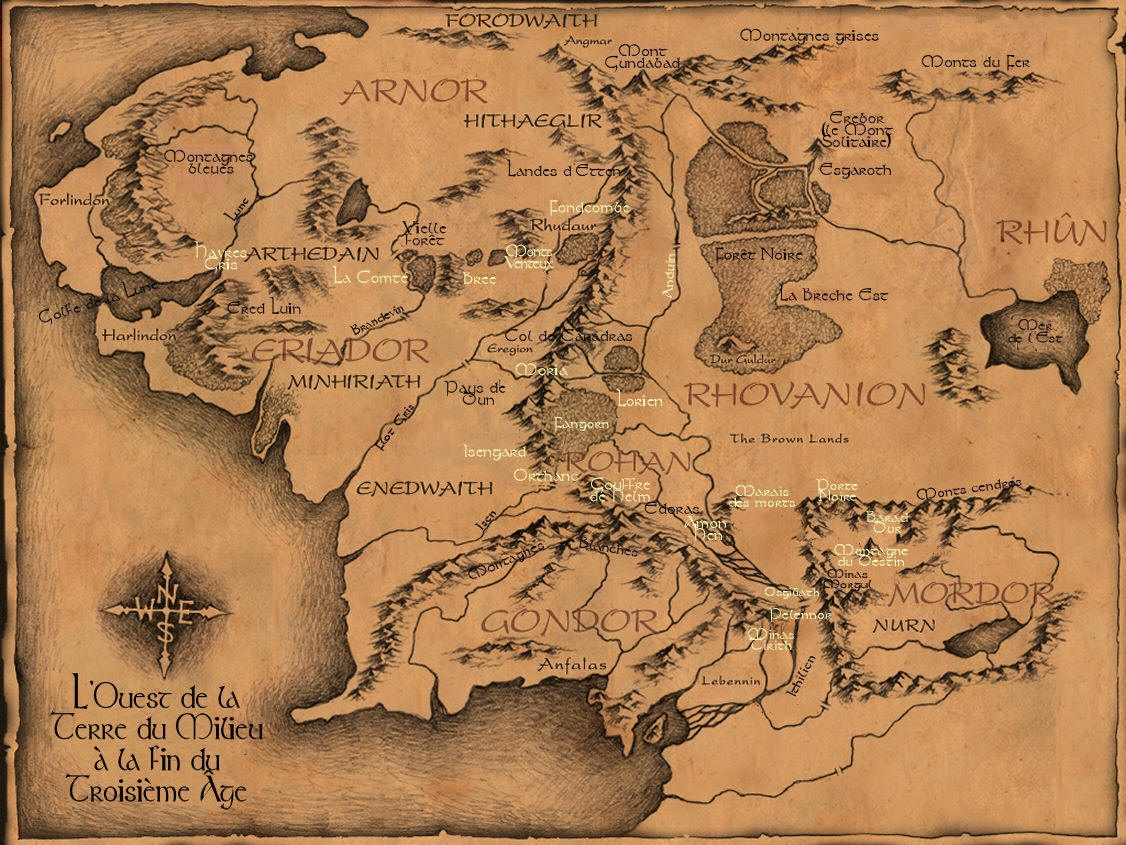 FORODWAITH
Angmar
Mont
Gundabad
Montagnes grises
Monts du Fer
ARNOR
HITHAEGLIR
Erebor
(le Mont
Solitaire)
Esgaroth
Montagnes
bleues
Landes d'Etten
Forlindon
Lune
Fondcombe
Rhudaur
Vielle
Forêt
RHÛN
Havres
Gris
ARTHEDAIN
La Comté
Bree
Monts
Venteux
Anduin
Forêt Noire
Golfe de la Lune
Ered Luin
La Breche Est
Harlindon
Brandevin
Col de Caradras
Mer
de l'Est
ERIADOR
Eregion
Dur Guldur
MINHIRIATH
Moria
Pays de
Dun
Lorien
RHOVANION
Flot Gris
Fangorn
The Brown Lands
Isengard
ROHAN
Orthanc
Gouffre
de Helm
ENEDWAITH
Marais
des morts
Porte
Noire
Monts cendrés
Isen
Edoras
Amon
Hen
Barad
Dur
Montagnes
Blanches
Montagne
du Destin
Minas
Morgul
Osgiliath
MORDOR
GONDOR
Pelennor
NURN
Minas
Tirith
Anfalas
Lebennin
Ithilien
N
W E
S
L'Ouest de la
Terre du Milieu
à la fin du
Troisième Âge